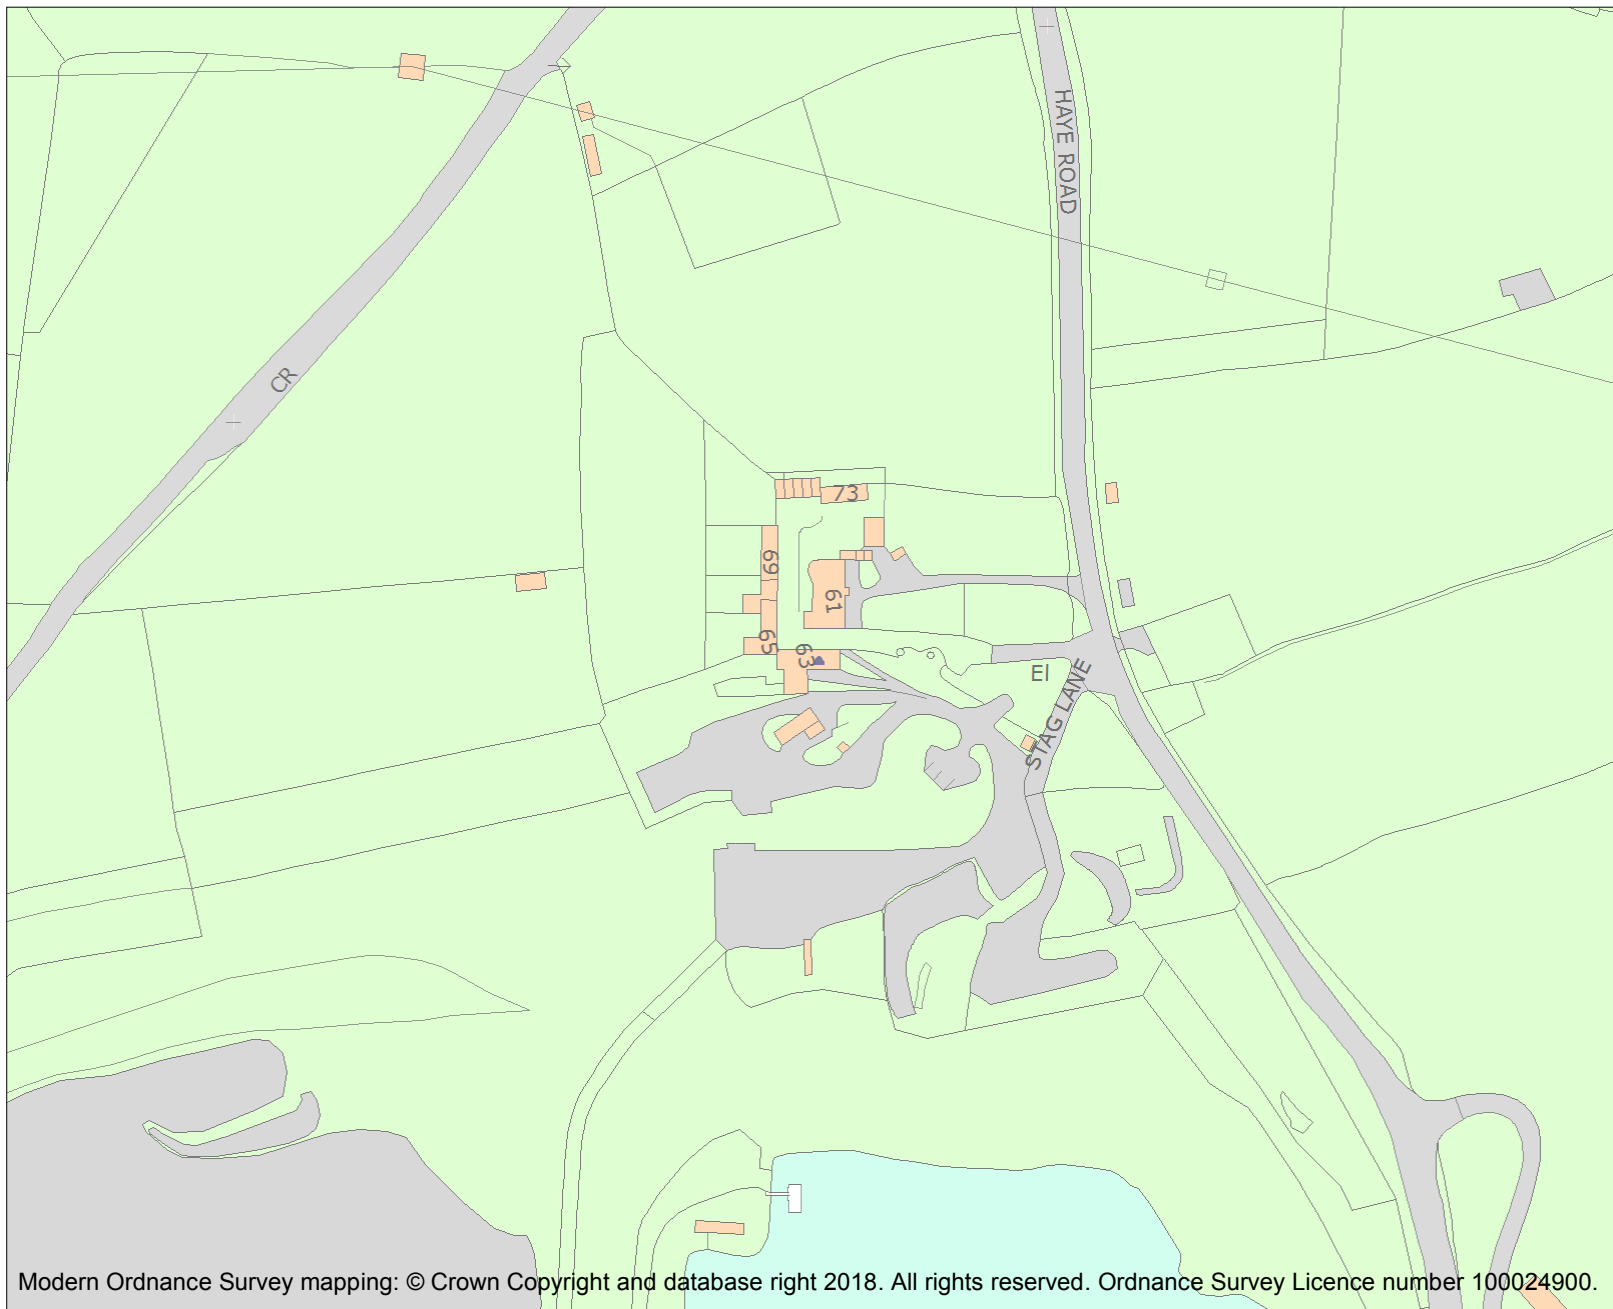 HAYE ROAD
CR
73
69
61
65
63
El
STAG LANE
Modern Ordnance Survey mapping: © Crown Copyright and database right 2018. All rights reserved. Ordnance Survey Licence number 100024900.